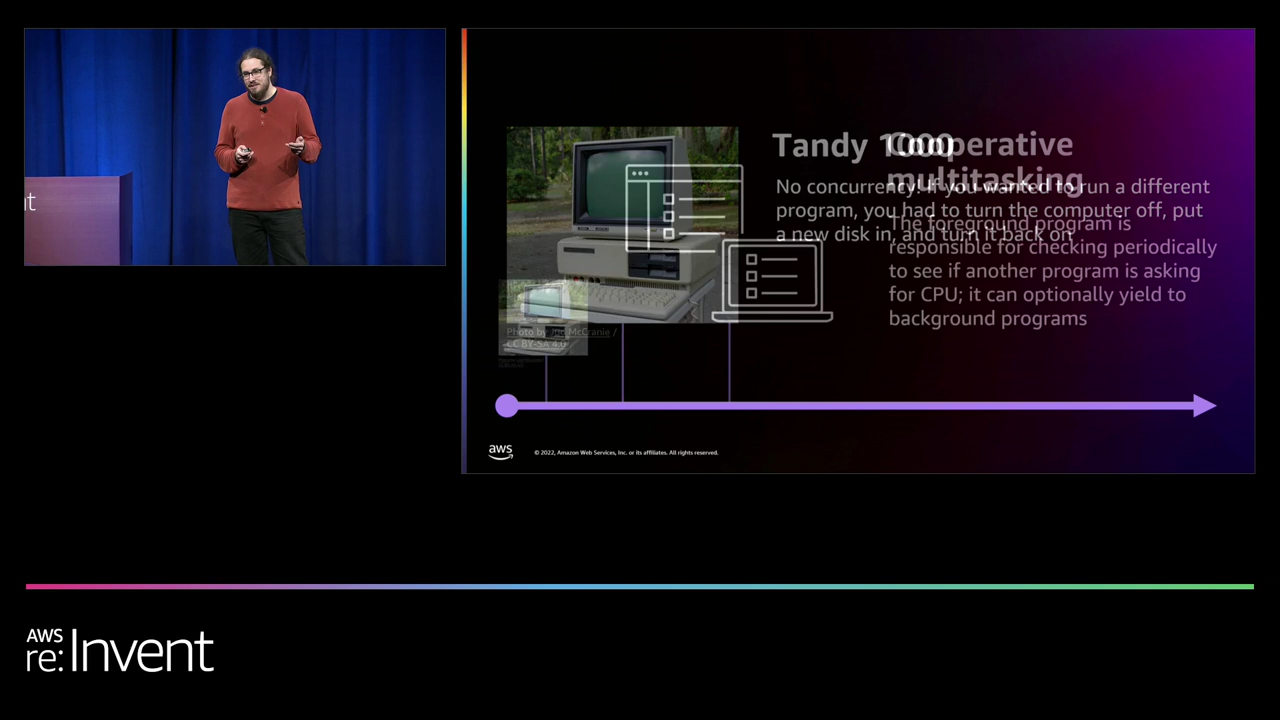 nt
Tandy 1000
No concurrency! If you wanted to run a different
program, you had to turn the computer off, put
a new disk in, and turn it back on
Cooperative
multitasking
The foreground program is
responsible for checking periodically
to see if another program is asking
for CPU; it can optionally yield to
background programs
Photo by Jud McCranie /
CC BY-SA 4.0
aws
© 2022, Amazon Web Services, Inc. or its affiliates. All rights reserved.
AWS
re:Invent